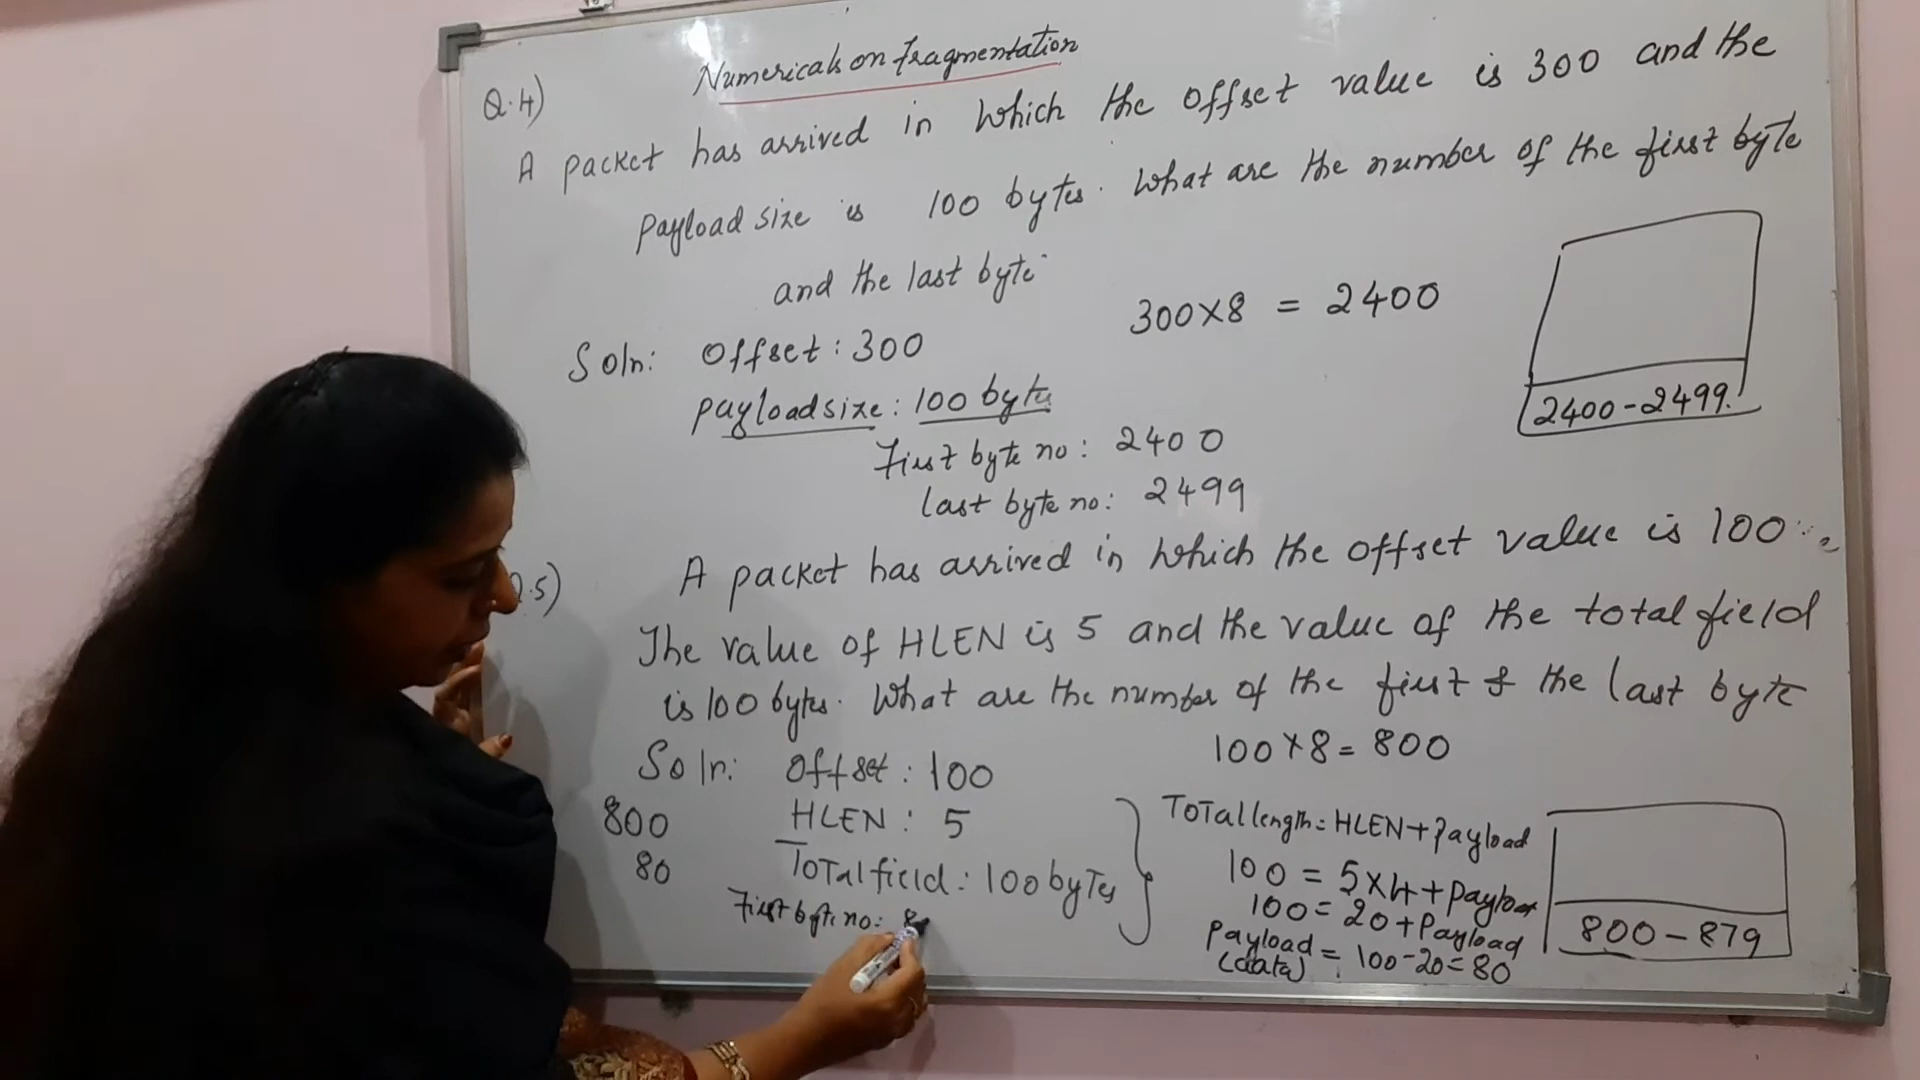 Numericals on fragmentation
Q.4)
A packet has arrived in which the offset value is 300 and the
payload size is 100 bytes. What are the number of the first byte
and the last byte
Soln: Offset : 300
300 x 8 = 2400
payload size : 100 bytes
2400 - 2499.
First byte no : 2400
last byte no : 2499
.5) A packet has arrived in which the offset value is 100
The value of HLEN is 5 and the value of the total field
is 100 bytes. What are the number of the first & the last byte
Soln: Offset : 100
100 x 8 = 800
800
HLEN : 5
80
Total field : 100 bytes
First byte no : 8
Total length = HLEN + Payload
100 = 5 x 4 + payload
100 = 20 + Payload
Payload = 100 - 20 = 80
(data)
800 - 879